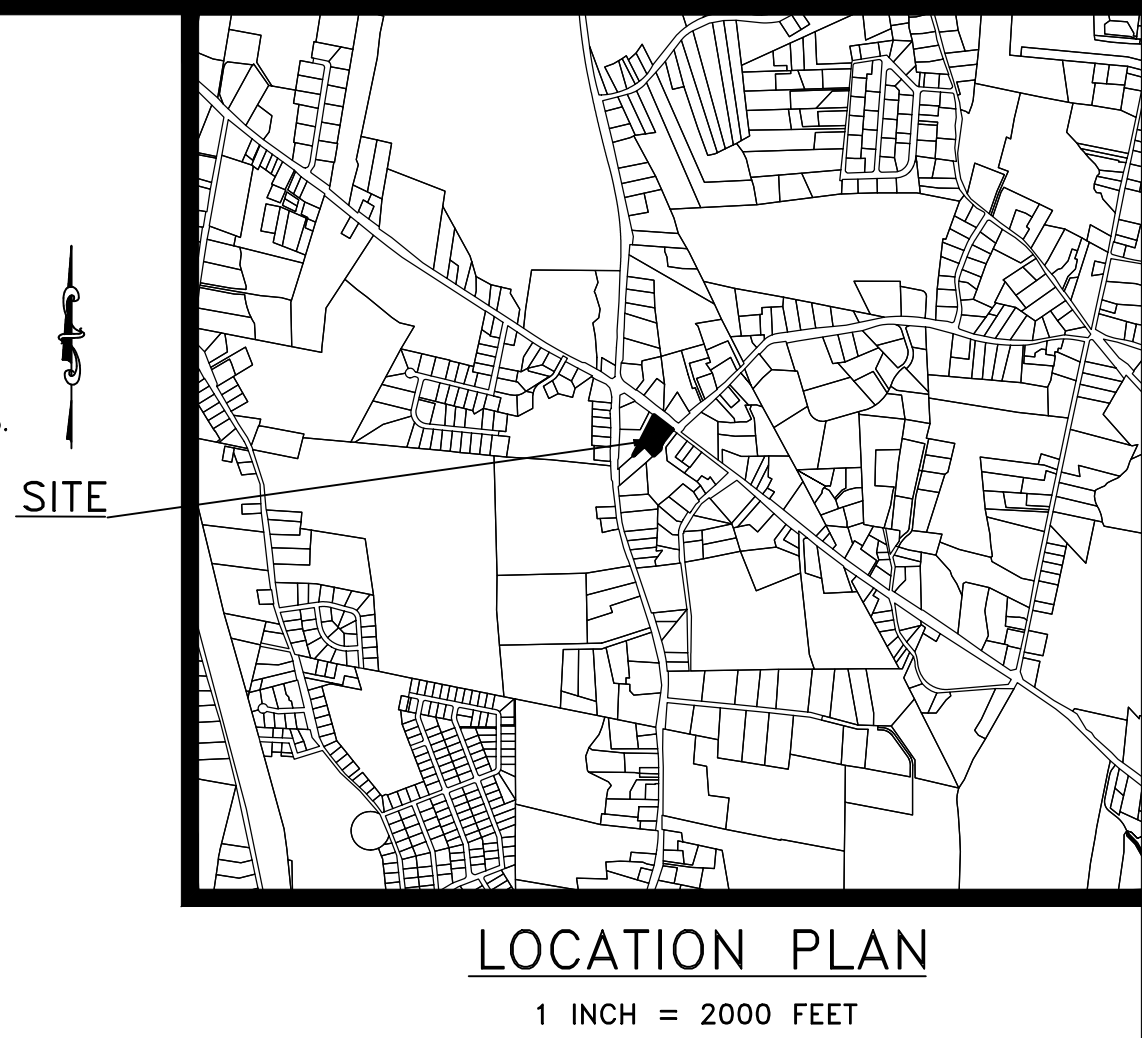 SITE
LOCATION PLAN
1 INCH = 2000 FEET